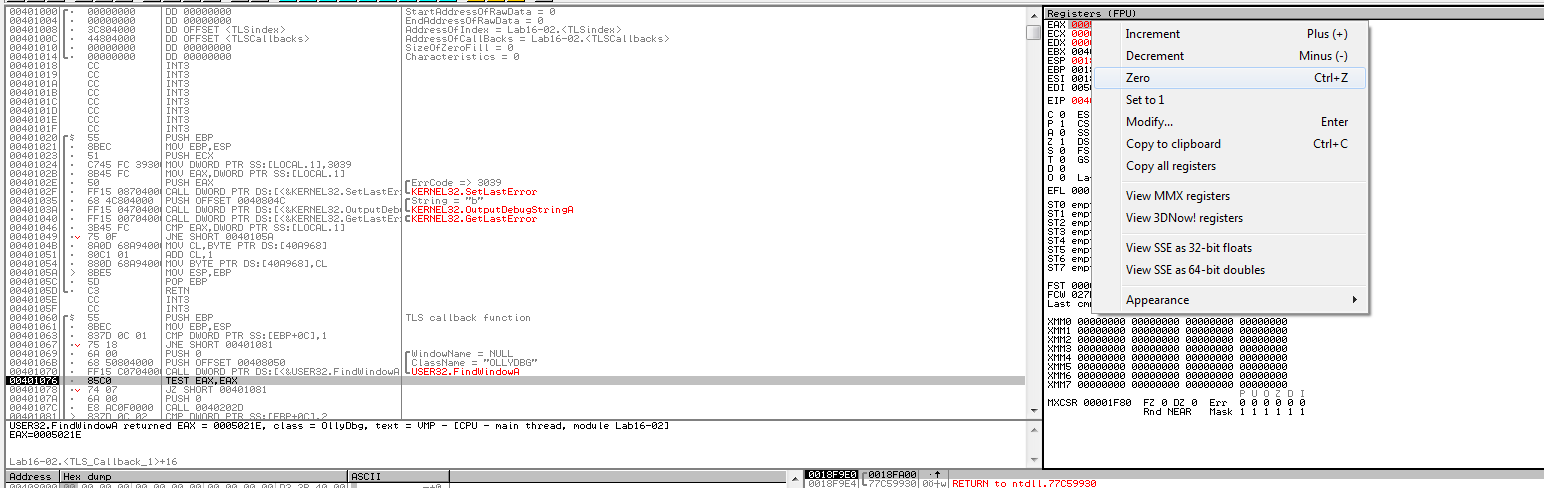 00401000 00000000 DD 00000000 StartAddressOfRawData = 0
00401004 00000000 DD 00000000 EndAddressOfRawData = 0
00401008 3C804000 DD OFFSET <TLSindex> AddressOfIndex = Lab16-02.<TLSindex>
0040100C 44804000 DD OFFSET <TLSCallbacks> AddressOfCallBacks = Lab16-02.<TLSCallbacks>
00401010 00000000 DD 00000000 SizeOfZeroFill = 0
00401014 00000000 DD 00000000 Characteristics = 0
00401018 CC INT3
00401019 CC INT3
0040101A CC INT3
0040101B CC INT3
0040101C CC INT3
0040101D CC INT3
0040101E CC INT3
0040101F CC INT3
00401020 $ 55 PUSH EBP
00401021 8BEC MOV EBP,ESP
00401023 51 PUSH ECX
00401024 C745 FC 3930 MOV DWORD PTR SS:[LOCAL.1],3039
0040102B 8B45 FC MOV EAX,DWORD PTR SS:[LOCAL.1]
0040102E 50 PUSH EAX ErrCode => 3039
0040102F FF15 08704000 CALL DWORD PTR DS:[<&KERNEL32.SetLastEr KERNEL32.SetLastError
00401035 68 4C804000 PUSH OFFSET 0040804C String = "b"
0040103A FF15 04704000 CALL DWORD PTR DS:[<&KERNEL32.OutputDeb KERNEL32.OutputDebugStringA
00401040 FF15 00704000 CALL DWORD PTR DS:[<&KERNEL32.GetLastEr KERNEL32.GetLastError
00401046 3B45 FC CMP EAX,DWORD PTR SS:[LOCAL.1]
00401049 75 0F JNE SHORT 0040105A
0040104B 8A0D 68A94000 MOV CL,BYTE PTR DS:[40A968]
00401051 80C1 01 ADD CL,1
00401054 880D 68A94000 MOV BYTE PTR DS:[40A968],CL
0040105A > 8BE5 MOV ESP,EBP
0040105C 5D POP EBP
0040105D C3 RETN
0040105E CC INT3
0040105F CC INT3
00401060 $ 55 PUSH EBP TLS callback function
00401061 8BEC MOV EBP,ESP
00401063 837D 0C 01 CMP DWORD PTR SS:[EBP+0C],1
00401067 75 18 JNE SHORT 00401081
00401069 6A 00 PUSH 0 WindowName = NULL
0040106B 68 50804000 PUSH OFFSET 00408050 ClassName = "OLLYDBG"
00401070 FF15 C0704000 CALL DWORD PTR DS:[<&USER32.FindWindowA USER32.FindWindowA
00401076 85C0 TEST EAX,EAX
00401078 74 07 JZ SHORT 00401081
0040107A 6A 00 PUSH 0
0040107C E8 AC0F0000 CALL 0040202D
00401081 > 837D 0C 02 CMP DWORD PTR SS:[EBP+0C],2
USER32.FindWindowA returned EAX = 0005021E, class = OllyDbg, text = VMP - [CPU - main thread, module Lab16-02]
EAX=0005021E
Lab16-02.<TLS_Callback_1>+16
Address Hex dump ASCII
Registers (FPU)
EAX
ECX
EDX
EBX
ESP
EBP
ESI
EDI
EIP
C 0 ES
P 1 CS
A 0 SS
Z 1 DS
S 0 FS
T 0 GS
D 0
O 0
EFL
ST0
ST1
ST2
ST3
ST4
ST5
ST6
ST7
FST
FCW
Last
Increment Plus (+)
Decrement Minus (-)
Zero Ctrl+Z
Set to 1
Modify... Enter
Copy to clipboard Ctrl+C
Copy all registers
View MMX registers
View 3DNow! registers
View SSE as 32-bit floats
View SSE as 64-bit doubles
Appearance
XMM0 00000000 00000000 00000000 00000000
XMM1 00000000 00000000 00000000 00000000
XMM2 00000000 00000000 00000000 00000000
XMM3 00000000 00000000 00000000 00000000
XMM4 00000000 00000000 00000000 00000000
XMM5 00000000 00000000 00000000 00000000
XMM6 00000000 00000000 00000000 00000000
XMM7 00000000 00000000 00000000 00000000
P U O Z D I
MXCSR 00001F80 FZ 0 DZ 0 Err 0 0 0 0 0 0
Rnd NEAR Mask 1 1 1 1 1 1
0018F9E0 0018FA00
0018F9E4 77C59930 RETURN to ntdll.77C59930